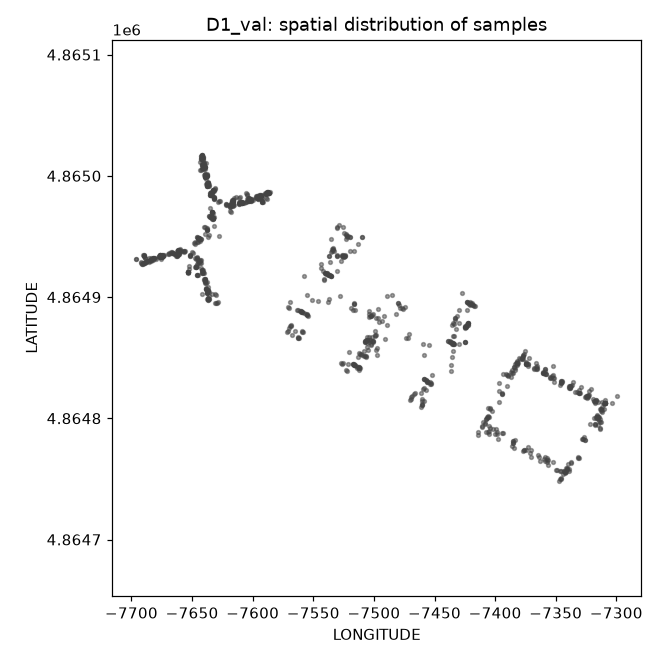 D1_val: spatial distribution of samples
1e6
4.8651
4.8650
4.8649
4.8648
4.8647
LATITUDE
−7700 −7650 −7600 −7550 −7500 −7450 −7400 −7350 −7300
LONGITUDE